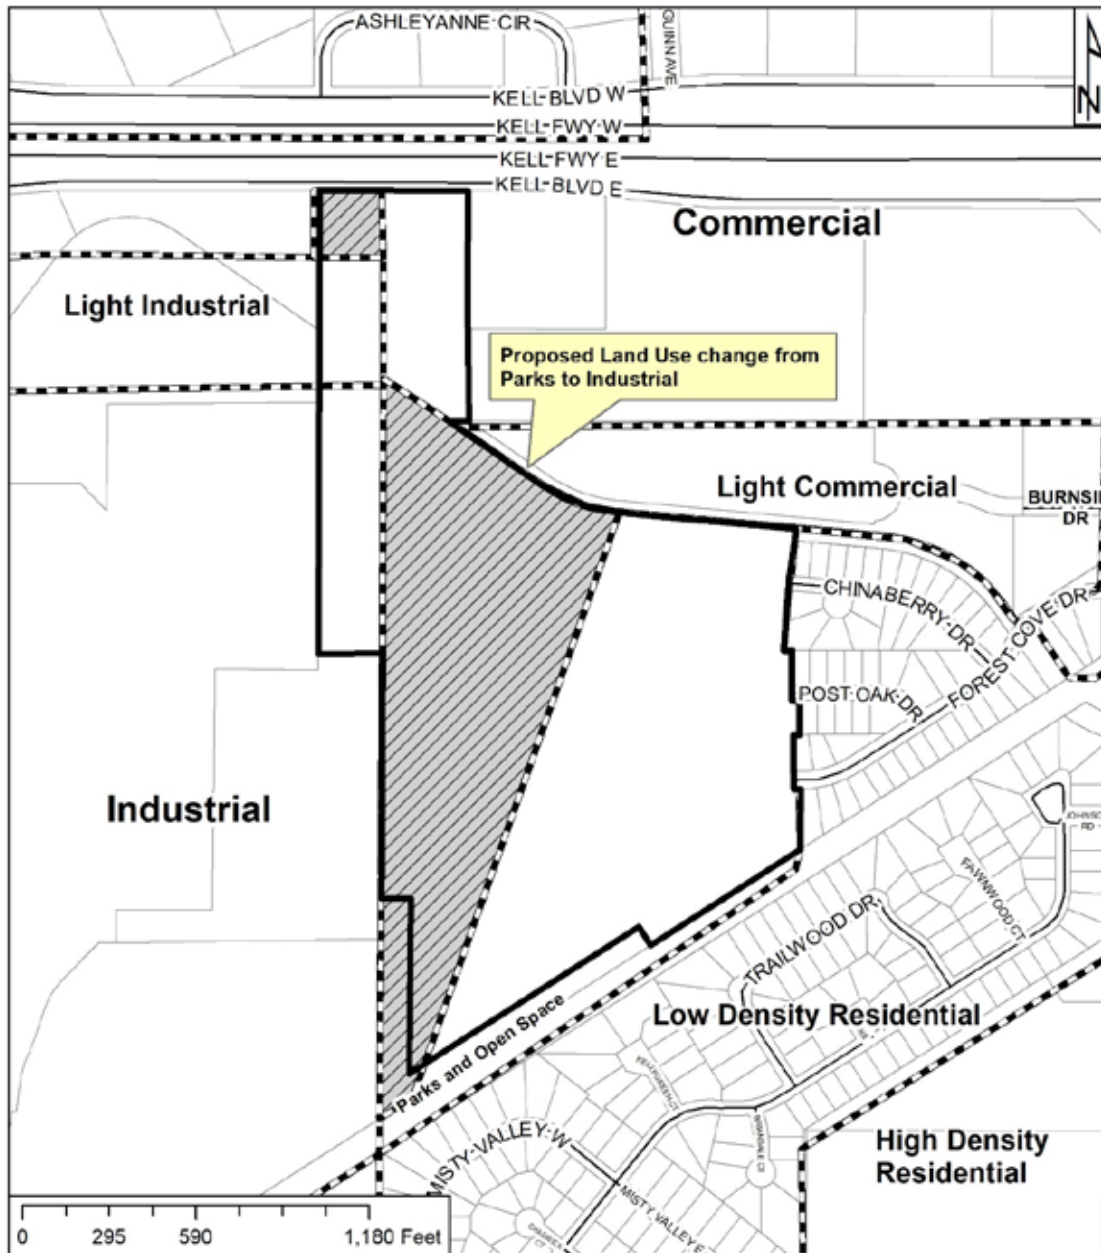 ASHLEYANNE CIR
QUINN AVE
KELL BLVD W
KELL FWY W
N
KELL FWY E
KELL BLVD E
Commercial
Light Industrial
Proposed Land Use change from
Parks to Industrial
Light Commercial
DR
CHINABERRY DR
FOREST COVE DR
POST OAK DR
Industrial
RD
FAWNWOOD CT
TRAILWOOD DR
Low Density Residential
Parks and Open Space
High Density
Residential
MISTY VALLEY W
MISTY VALLEY E
0 295 590 1,180 Feet